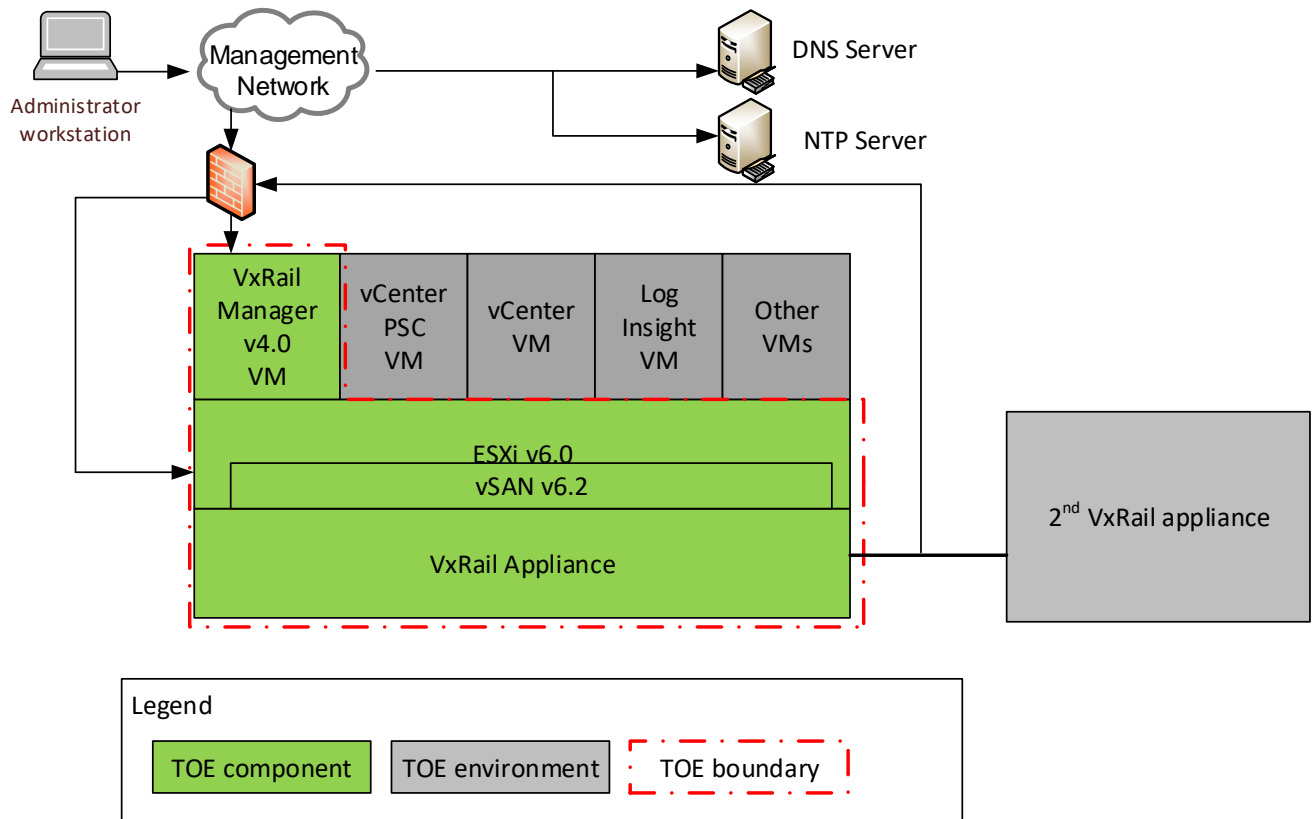 Management
Network
DNS Server
Administrator
workstation
NTP Server
VxRail
Manager
v4.0
VM
vCenter
PSC
VM
vCenter
VM
Log
Insight
VM
Other
VMs
ESXi v6.0
vSAN v6.2
VxRail Appliance
2nd VxRail appliance
Legend
TOE component
TOE environment
TOE boundary